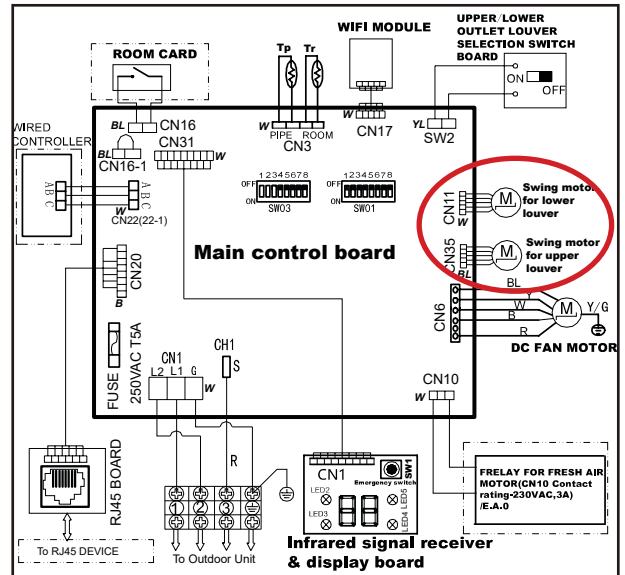 ROOM CARD
WIFI MODULE
UPPER/LOWER
OUTLET LOUVER
SELECTION SWITCH
BOARD
ON
OFF
Tp
Tr
BL
CN16
W
PIPE
ROOM
CN3
W
CN17
YL
SW2
WIRED
CONTROLLER
A B C
BL
CN16-1
CN31
W
A B C
W
CN22(22-1)
12345678
OFF
ON
SW03
12345678
SW01
CN11
W
M
Swing motor
for lower
louver
CN35
BL
M
Swing motor
for upper
louver
Main control board
CN20
B
CN6
BL
Y
W
B
R
M
Y/G
DC FAN MOTOR
FUSE
250VAC T5A
CN1
L2
L1
G
W
CH1
S
CN10
W
R
RJ45 BOARD
To RJ45 DEVICE
1
2
3
To Outdoor Unit
CN1
SW1
Emergency switch
LED2
LED3
LED5
LED4
Infrared signal receiver
& display board
FRELAY FOR FRESH AIR
MOTOR(CN10 Contact
rating-230VAC,3A)
/E.A.0